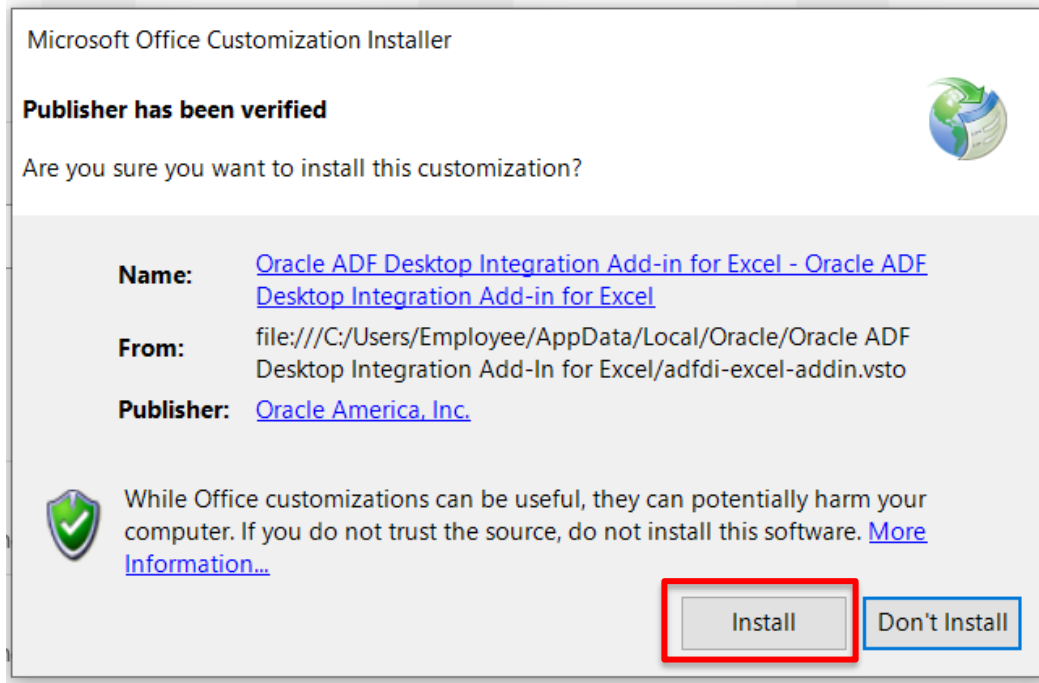 Microsoft Office Customization Installer
Publisher has been verified
Are you sure you want to install this customization?
Name: Oracle ADF Desktop Integration Add-in for Excel - Oracle ADF
Desktop Integration Add-in for Excel
From: file:///C:/Users/Employee/AppData/Local/Oracle/Oracle ADF
Desktop Integration Add-In for Excel/adfdi-excel-addin.vsto
Publisher: Oracle America, Inc.
While Office customizations can be useful, they can potentially harm your
computer. If you do not trust the source, do not install this software. More
Information...
Install Don't Install